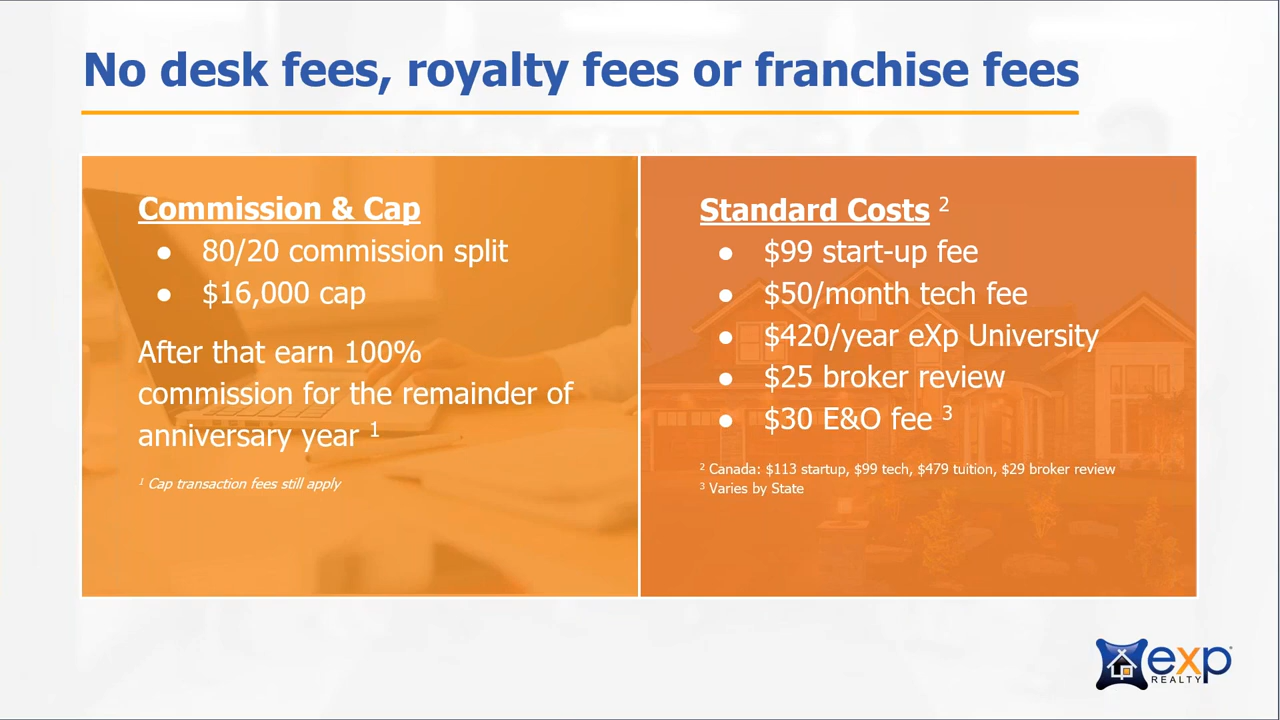 No desk fees, royalty fees or franchise fees
Commission & Cap
● 80/20 commission split
● $16,000 cap
After that earn 100%
commission for the remainder of
anniversary year ¹
¹ Cap transaction fees still apply
Standard Costs ²
● $99 start-up fee
● $50/month tech fee
● $420/year eXp University
● $25 broker review
● $30 E&O fee ³
² Canada: $113 startup, $99 tech, $479 tuition, $29 broker review
³ Varies by State
exp
REALTY